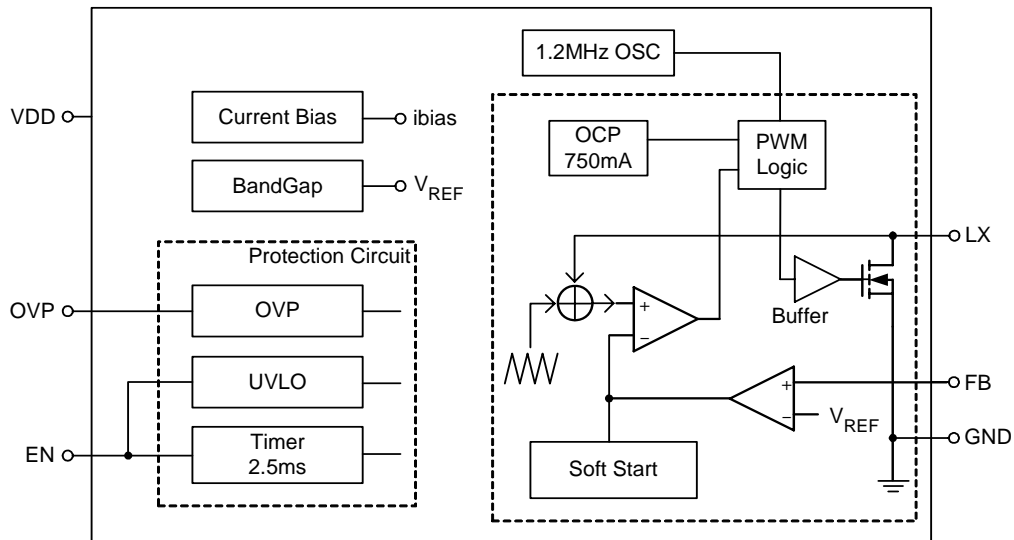 1.2MHz OSC
VDD
Current Bias
ibias
OCP
750mA
PWM
Logic
BandGap
VREF
Protection Circuit
LX
OVP
OVP
+
−
Buffer
UVLO
+
−
FB
VREF
EN
Timer
2.5ms
Soft Start
GND